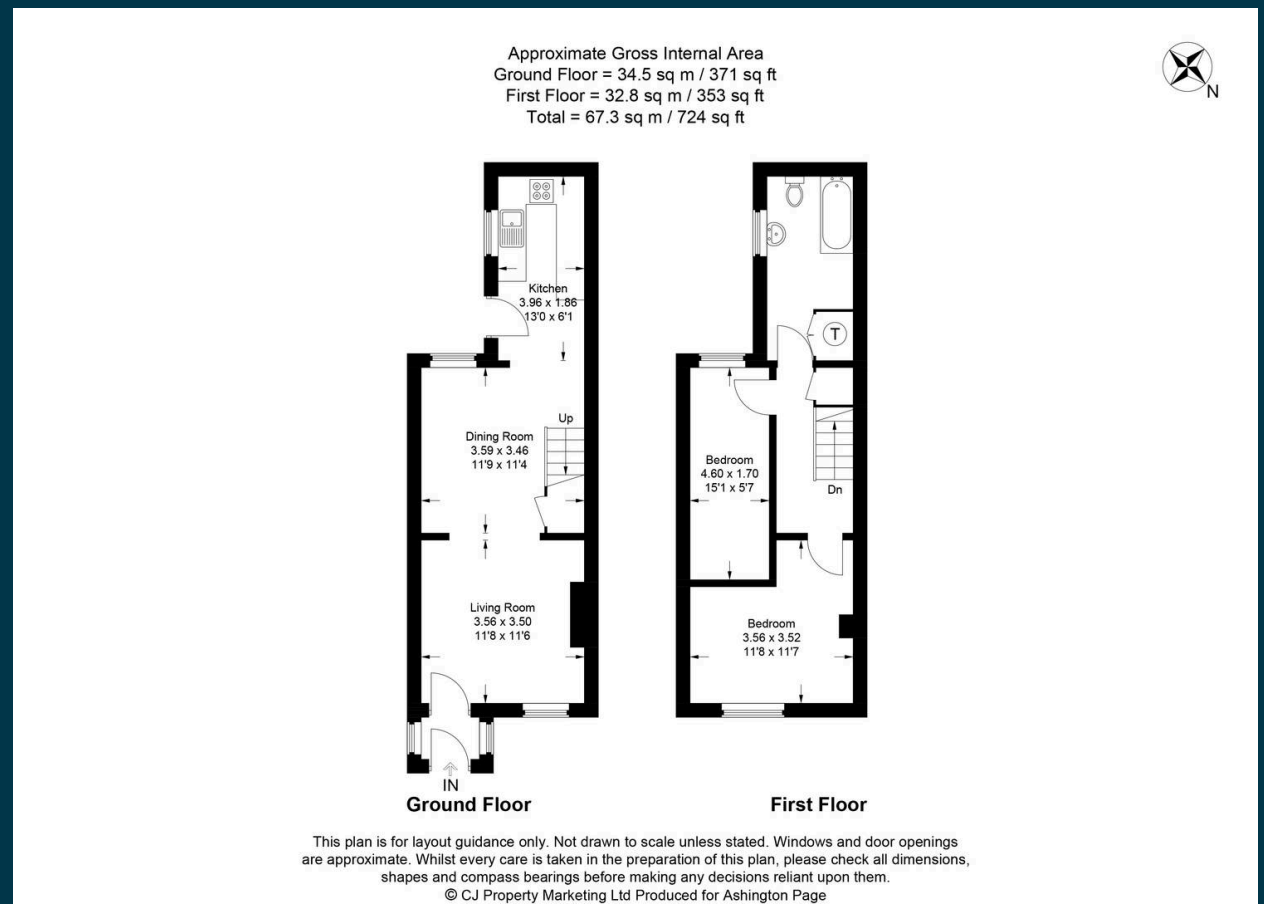 Approximate Gross Internal Area
Ground Floor = 34.5 sq m / 371 sq ft
First Floor = 32.8 sq m / 353 sq ft
Total = 67.3 sq m / 724 sq ft
N
Kitchen
3.96 x 1.86
13'0 x 6'1
Up
Dining Room
3.59 x 3.46
11'9 x 11'4
Living Room
3.56 x 3.50
11'8 x 11'6
IN
Ground Floor
T
Bedroom
4.60 x 1.70
15'1 x 5'7
Dn
Bedroom
3.56 x 3.52
11'8 x 11'7
First Floor
This plan is for layout guidance only. Not drawn to scale unless stated. Windows and door openings
are approximate. Whilst every care is taken in the preparation of this plan, please check all dimensions,
shapes and compass bearings before making any decisions reliant upon them.
© CJ Property Marketing Ltd Produced for Ashington Page